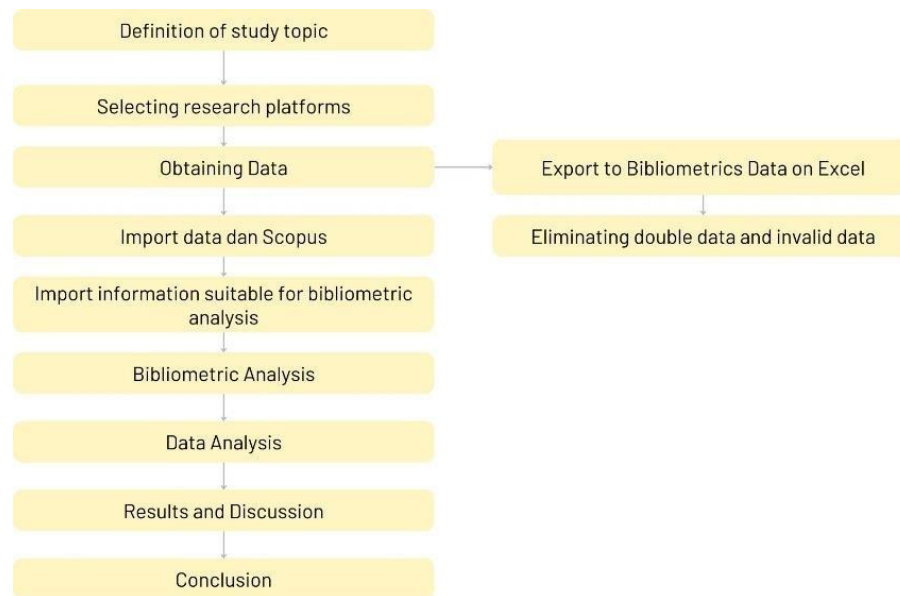 Definition of study topic
Selecting research platforms
Obtaining Data
Export to Bibliometrics Data on Excel
Eliminating double data and invalid data
Import data dan Scopus
Import information suitable for bibliometric
analysis
Bibliometric Analysis
Data Analysis
Results and Discussion
Conclusion